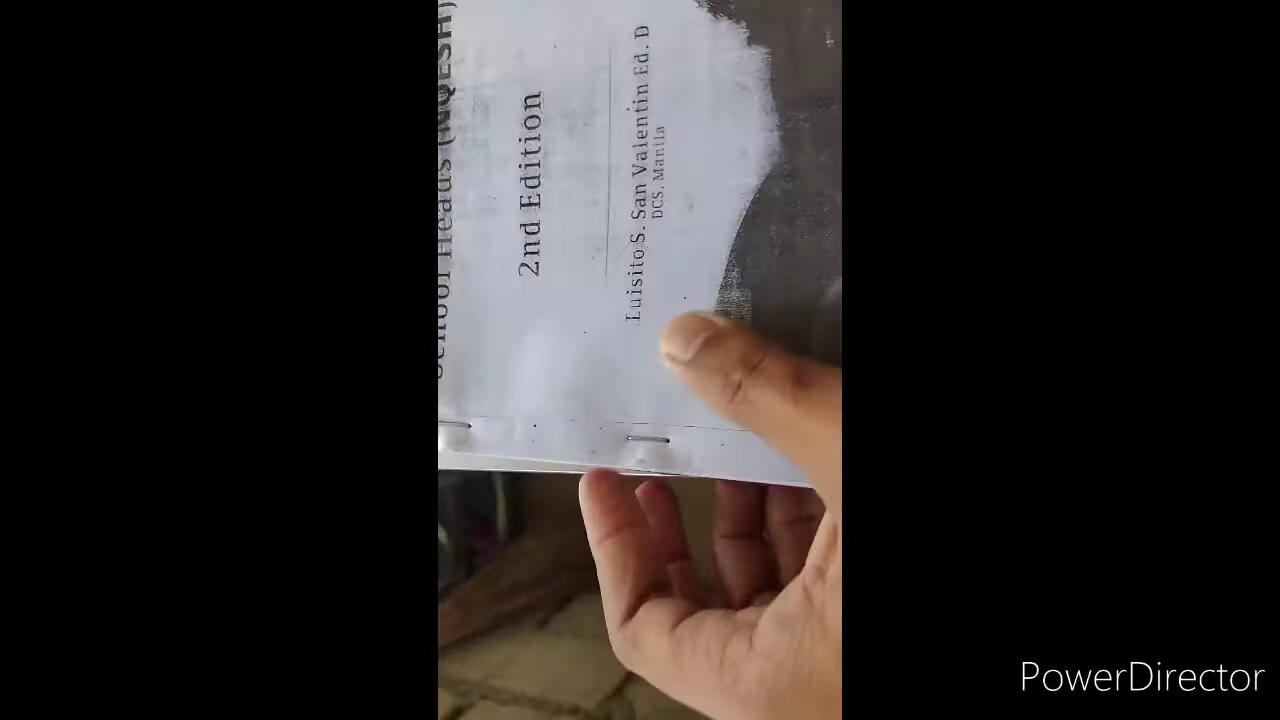 School Heads (NQESH)
2nd Edition
Luisito S. San Valentin Ed. D
DCS, Manila
PowerDirector